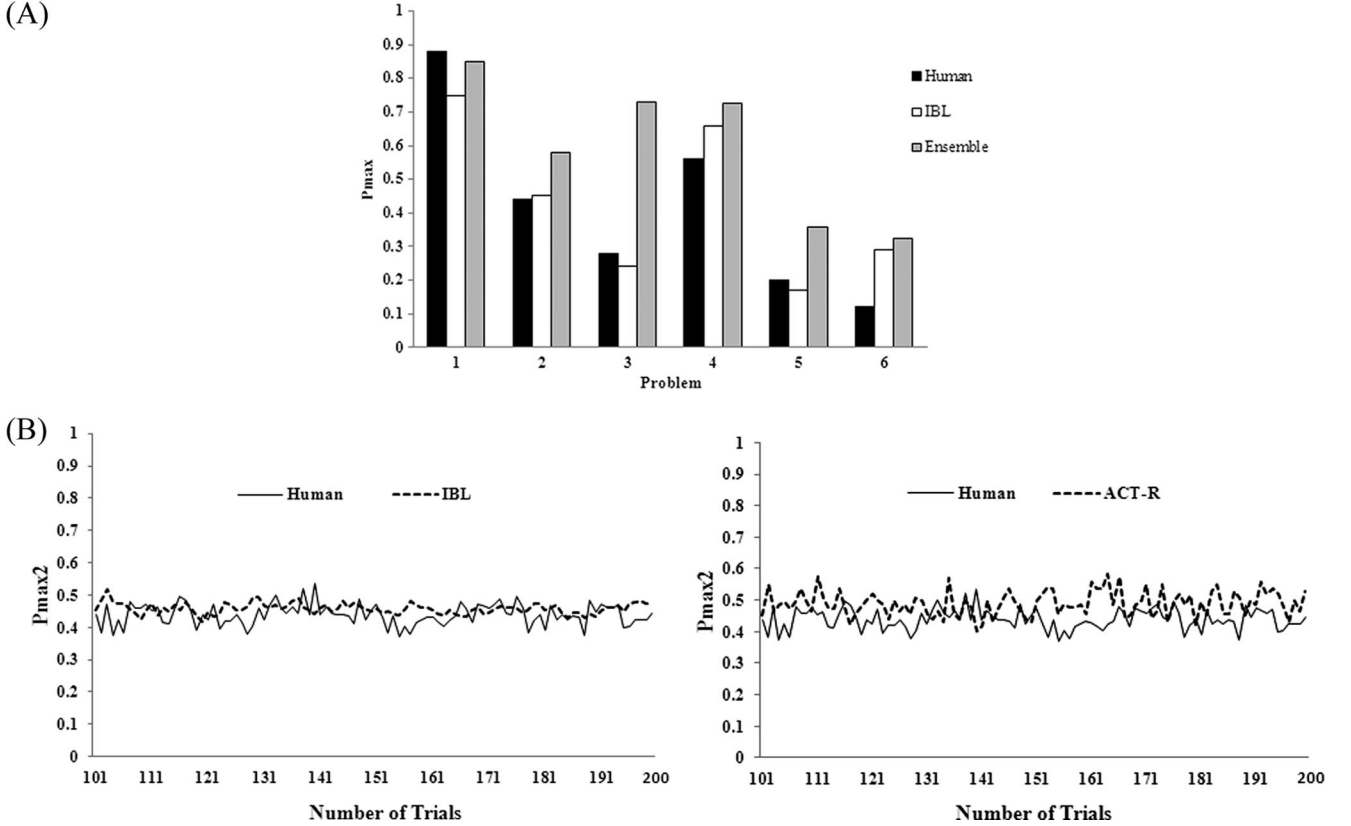 (A)
1
0.9
0.8
0.7
0.6
0.5
0.4
0.3
0.2
0.1
0
Pmax
Human
IBL
Ensemble
1 2 3 4 5 6
Problem
(B)
1
0.9
0.8
0.7
0.6
0.5
0.4
0.3
0.2
0.1
0
Pmax2
Human IBL
101 111 121 131 141 151 161 171 181 191 200
Number of Trials
1
0.9
0.8
0.7
0.6
0.5
0.4
0.3
0.2
0.1
0
Pmax2
Human ACT-R
101 111 121 131 141 151 161 171 181 191 200
Number of Trials